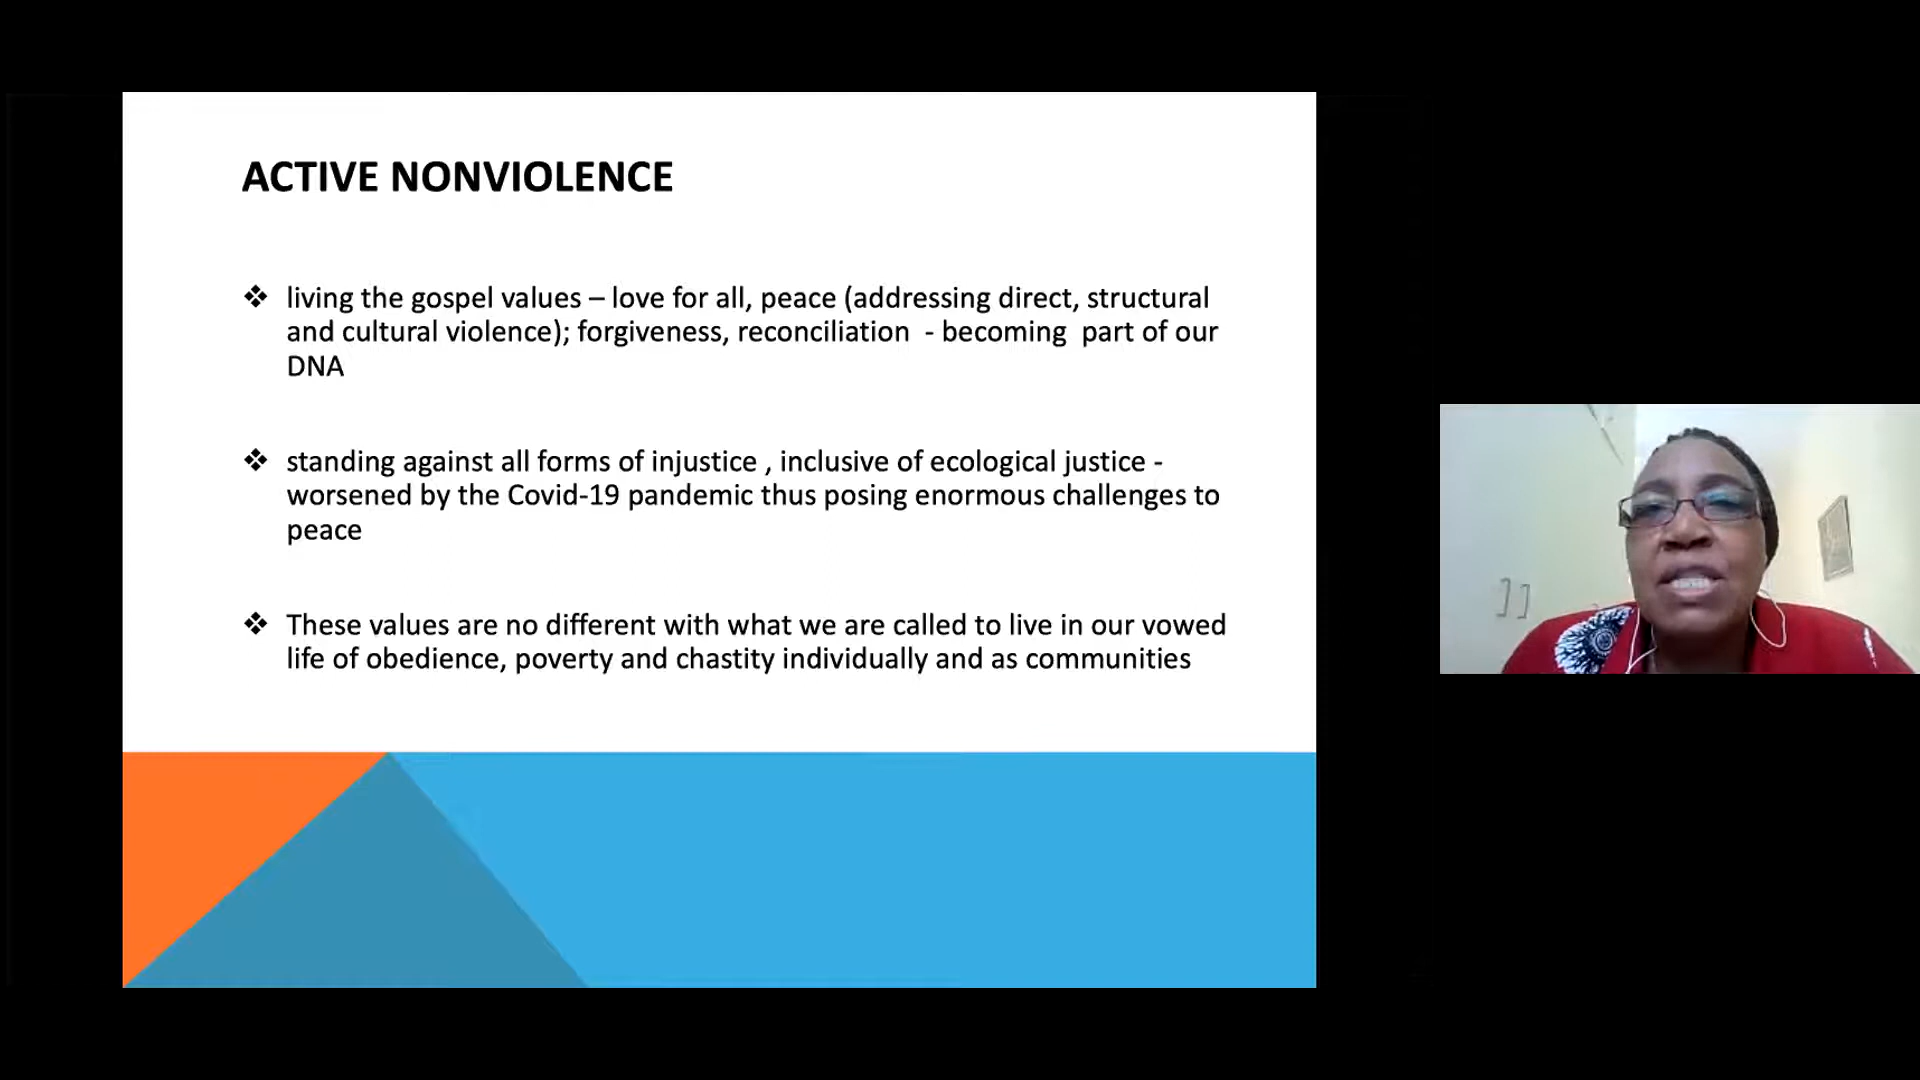 ACTIVE NONVIOLENCE
❖ living the gospel values – love for all, peace (addressing direct, structural
and cultural violence); forgiveness, reconciliation  - becoming  part of our
DNA
❖ standing against all forms of injustice , inclusive of ecological justice -
worsened by the Covid-19 pandemic thus posing enormous challenges to
peace
❖ These values are no different with what we are called to live in our vowed
life of obedience, poverty and chastity individually and as communities